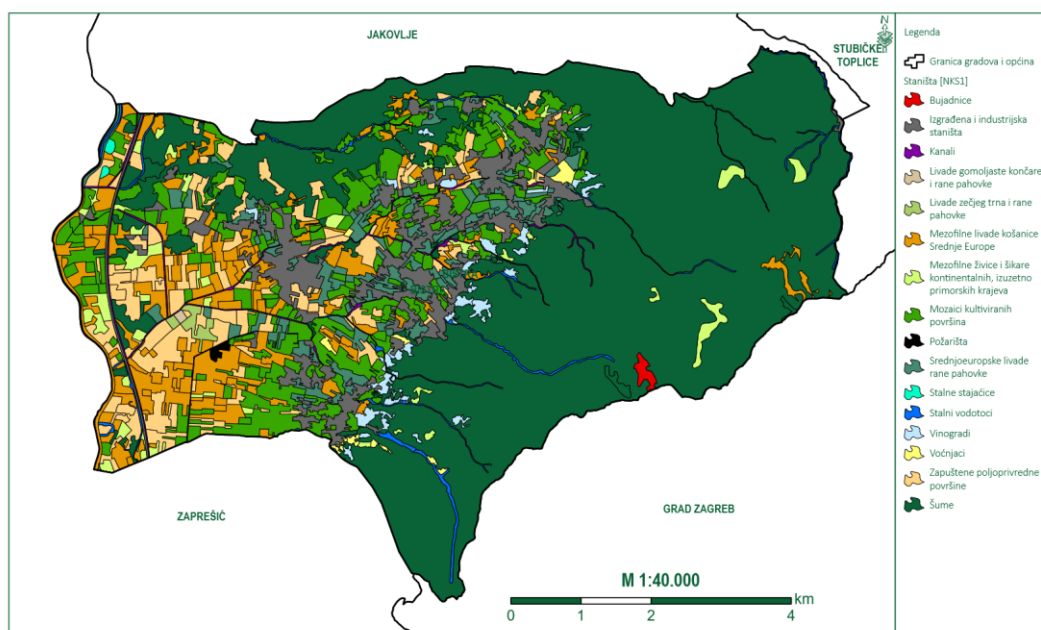 JAKOVLJE
STUBIČKE
TOPLICE
N
ZAPREŠIĆ
GRAD ZAGREB
M 1:40.000
km
0 1 2 4
Legenda
Granica gradova i općina
Staništa [NKS1]
Bujadnice
Izgrađena i industrijska
staništa
Kanali
Livade gomoljaste končare
i rane pahovke
Livade zečjeg trna i rane
pahovke
Mezofilne livade košanice
Srednje Europe
Mezofilne živice i šikare
kontinentalnih, izuzetno
primorskih krajeva
Mozaici kultiviranih
površina
Požarišta
Srednjoeuropske livade
rane pahovke
Stalne stajaćice
Stalni vodotoci
Vinogradi
Voćnjaci
Zapuštene poljoprivredne
površine
Šume